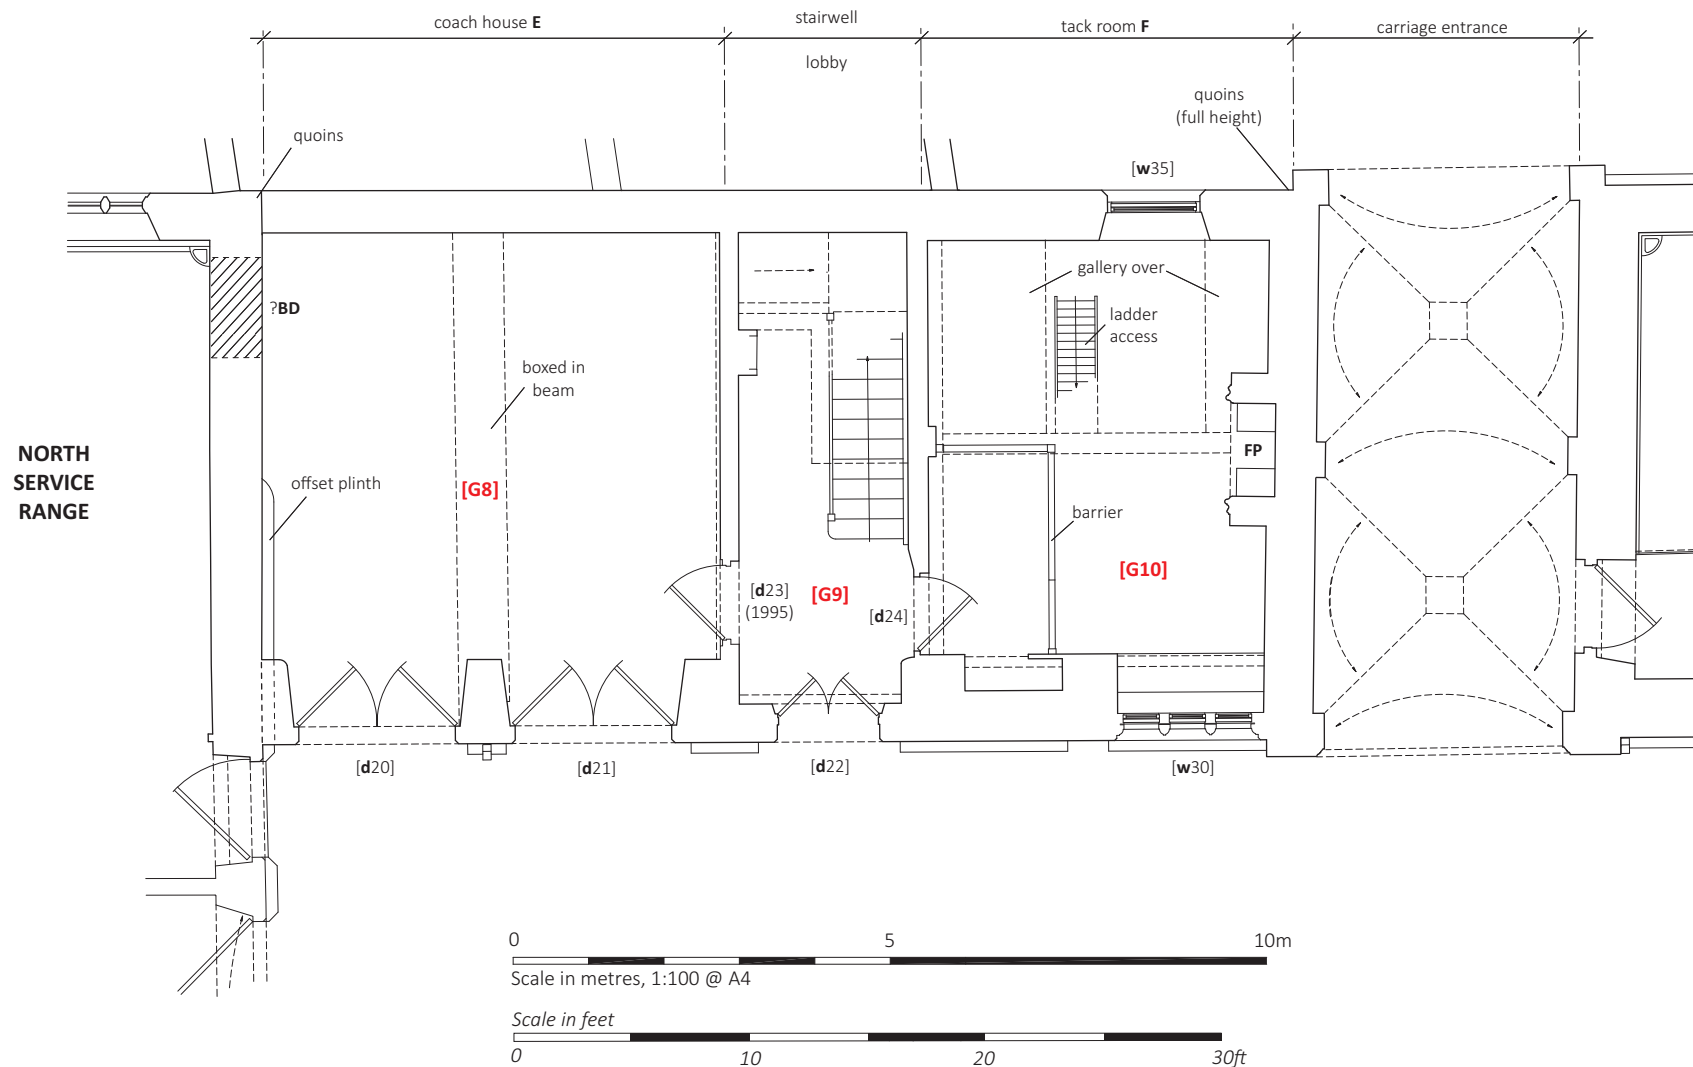 coach house E
stairwell
lobby
tack room F
carriage entrance
quoins
quoins
(full height)
[w35]
?BD
gallery over
ladder
access
boxed in
beam
NORTH
SERVICE
RANGE
offset plinth
[G8]
FP
barrier
[G10]
[d23]
(1995)
[G9]
[d24]
[d20]
[d21]
[d22]
[w30]
0
5
10m
Scale in metres, 1:100 @ A4
Scale in feet
0
10
20
30ft